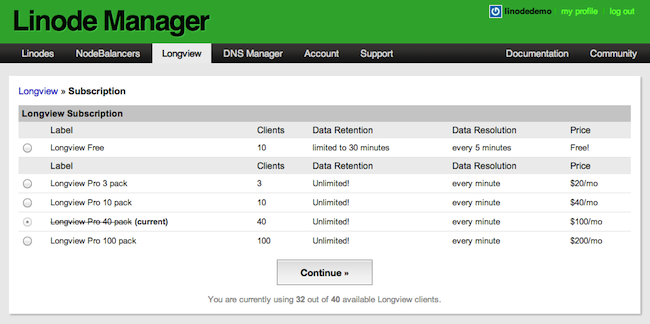 Linode Manager
linodedemo my profile log out
Linodes NodeBalancers Longview DNS Manager Account Support Documentation Community
Longview » Subscription
Longview Subscription
Label Clients Data Retention Data Resolution Price
Longview Free 10 limited to 30 minutes every 5 minutes Free!
Label Clients Data Retention Data Resolution Price
Longview Pro 3 pack 3 Unlimited! every minute $20/mo
Longview Pro 10 pack 10 Unlimited! every minute $40/mo
Longview Pro 40 pack (current) 40 Unlimited! every minute $100/mo
Longview Pro 100 pack 100 Unlimited! every minute $200/mo
Continue »
You are currently using 32 out of 40 available Longview clients.